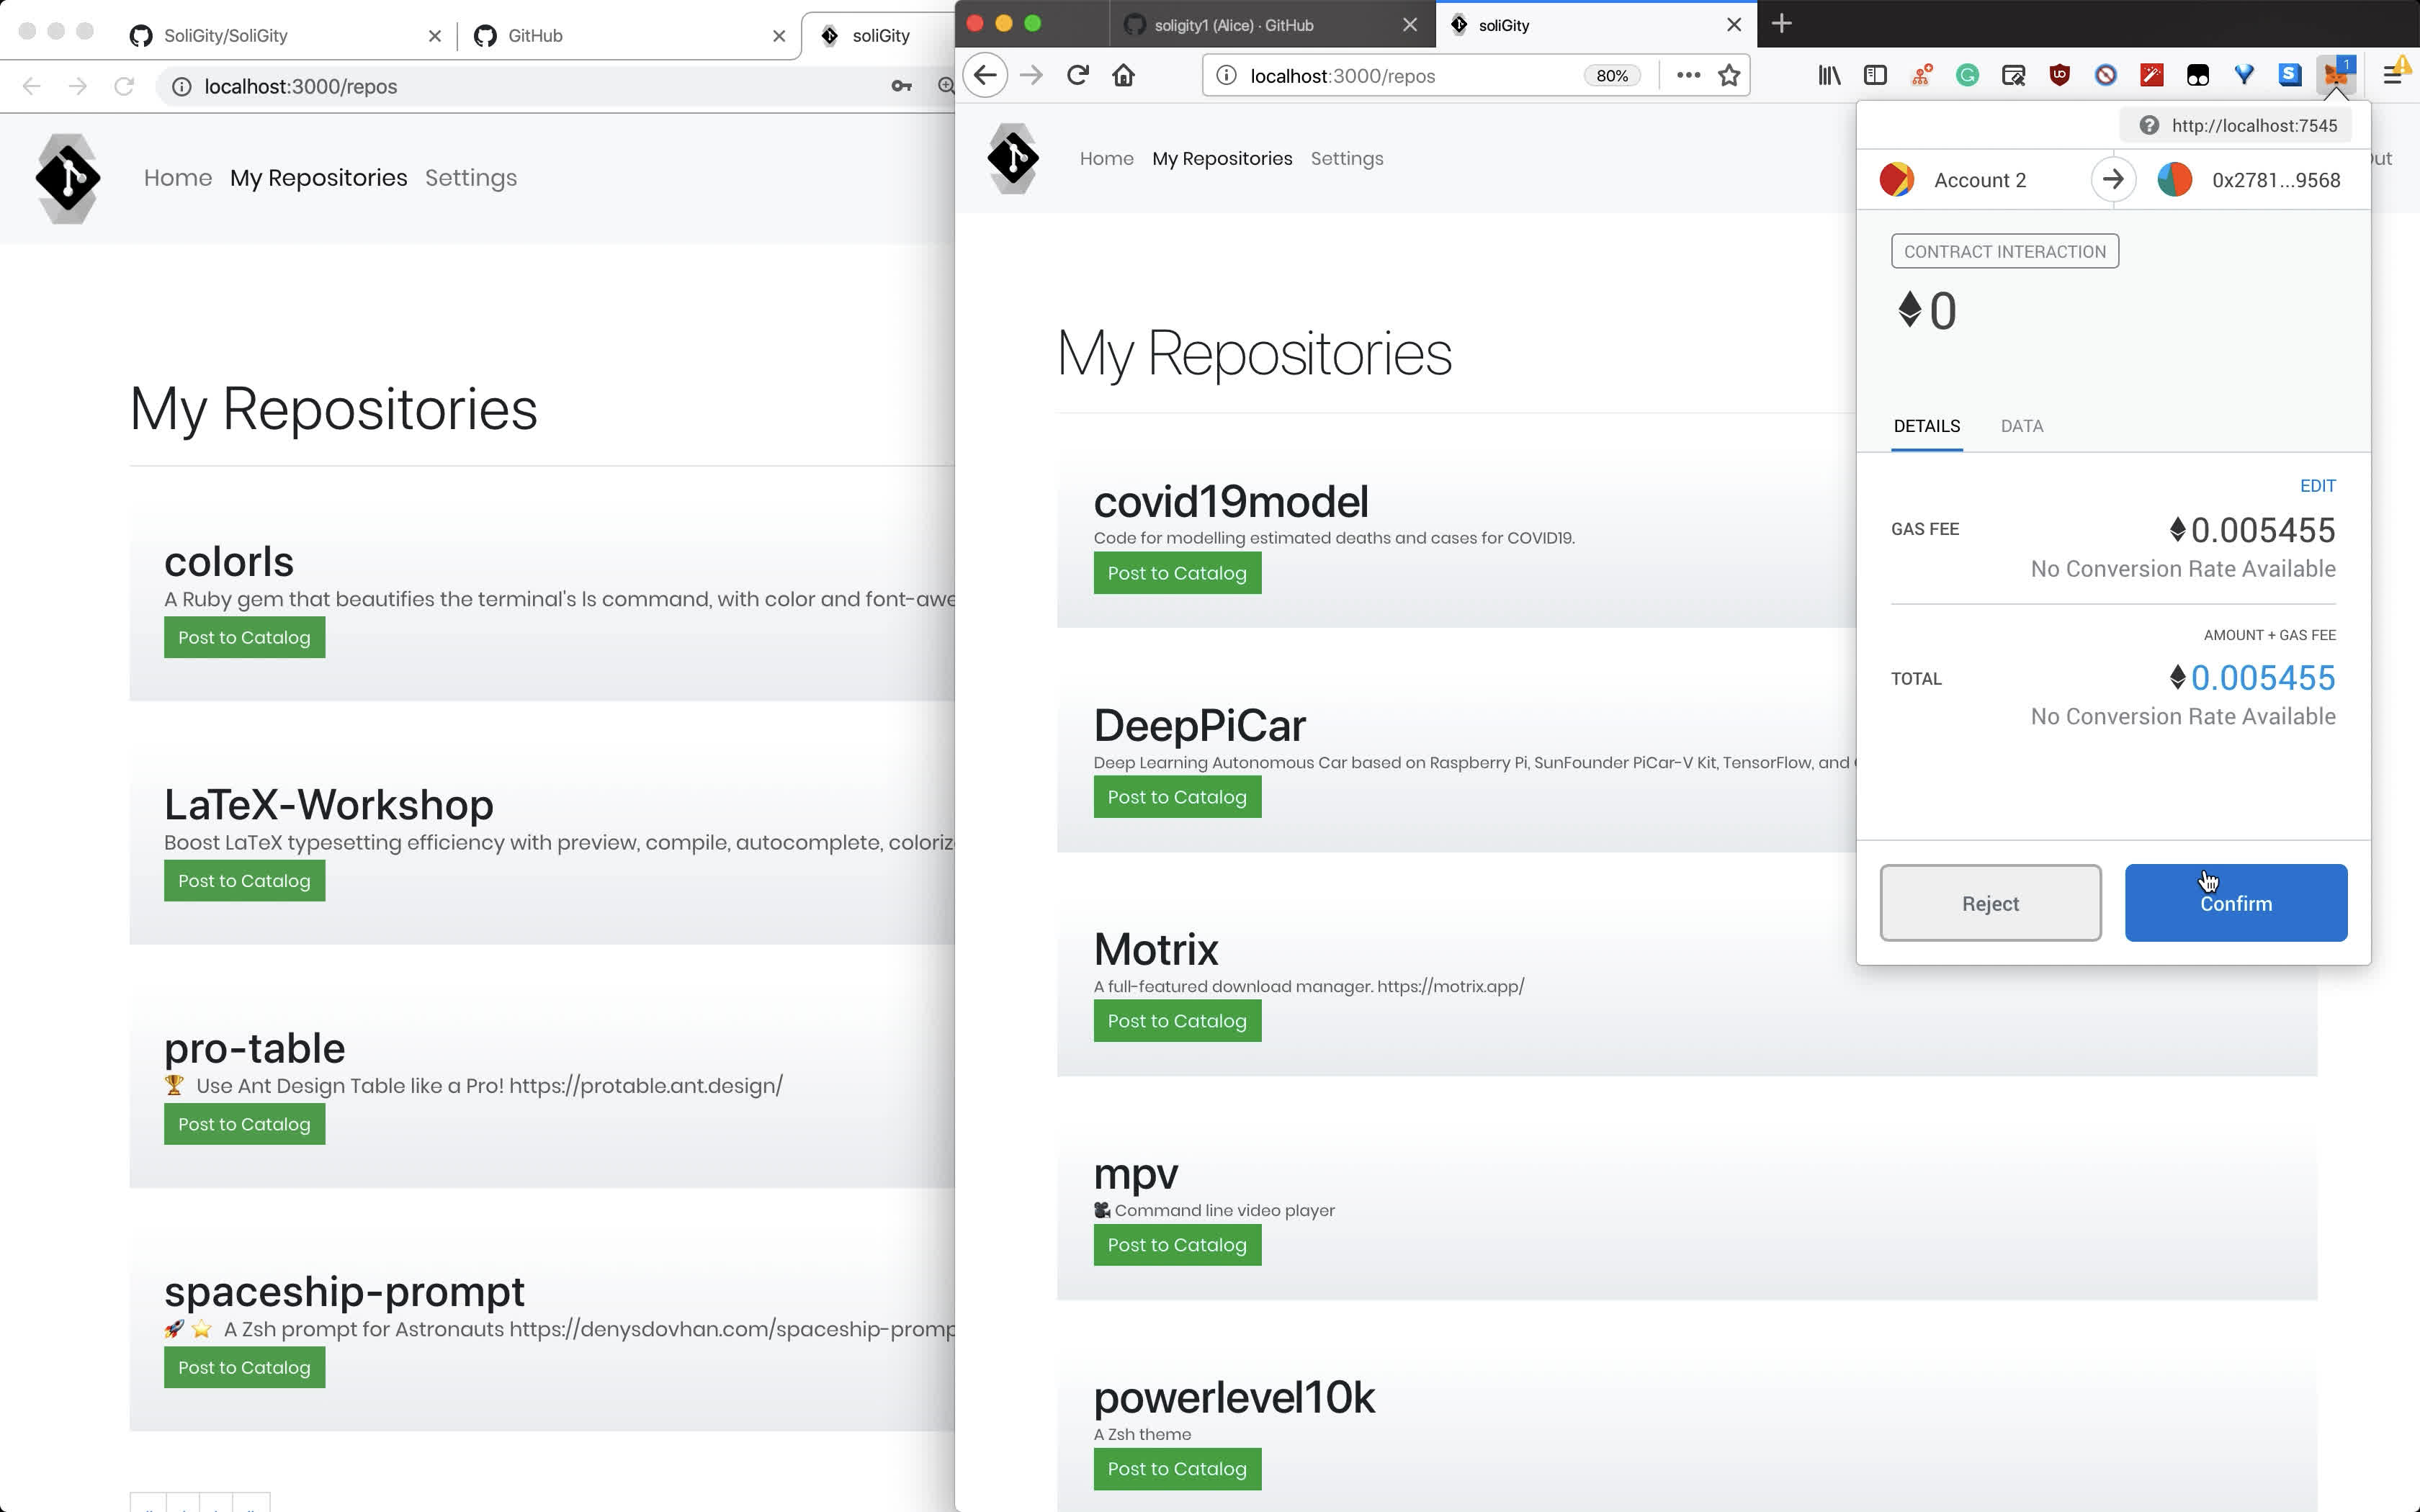 SoliGity/SoliGity
GitHub
soliGity
localhost:3000/repos
Home My Repositories Settings
My Repositories
colorls
A Ruby gem that beautifies the terminal's ls command, with color and font-awe
Post to Catalog
LaTeX-Workshop
Boost LaTeX typesetting efficiency with preview, compile, autocomplete, coloriz
Post to Catalog
pro-table
🏆 Use Ant Design Table like a Pro! https://protable.ant.design/
Post to Catalog
spaceship-prompt
🚀⭐ A Zsh prompt for Astronauts https://denysdovhan.com/spaceship-promp
Post to Catalog
soligity1 (Alice) · GitHub
soliGity
localhost:3000/repos
80%
Home My Repositories Settings
My Repositories
covid19model
Code for modelling estimated deaths and cases for COVID19.
Post to Catalog
DeepPiCar
Deep Learning Autonomous Car based on Raspberry Pi, SunFounder PiCar-V Kit, TensorFlow, and
Post to Catalog
Motrix
A full-featured download manager. https://motrix.app/
Post to Catalog
mpv
🎥 Command line video player
Post to Catalog
powerlevel10k
A Zsh theme
Post to Catalog
1
http://localhost:7545
Account 2
0x2781...9568
CONTRACT INTERACTION
0
DETAILS DATA
EDIT
GAS FEE 0.005455
No Conversion Rate Available
AMOUNT + GAS FEE
TOTAL 0.005455
No Conversion Rate Available
Reject Confirm